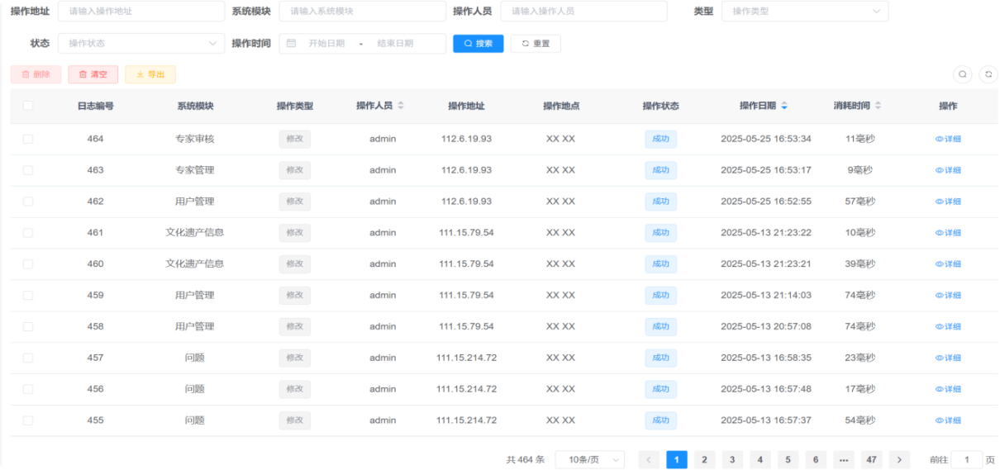 操作地址 请输入操作地址 系统模块 请输入系统模块 操作人员 请输入操作人员 类型 操作类型
状态 操作状态 操作时间 开始日期 - 结束日期 搜索 重置
删除 清空 导出
日志编号 系统模块 操作类型 操作人员 操作地址 操作地点 操作状态 操作日期 消耗时间 操作
464 专家审核 修改 admin 112.6.19.93 XX XX 成功 2025-05-25 16:53:34 11毫秒 详细
463 专家管理 修改 admin 112.6.19.93 XX XX 成功 2025-05-25 16:53:17 9毫秒 详细
462 用户管理 修改 admin 112.6.19.93 XX XX 成功 2025-05-25 16:52:55 57毫秒 详细
461 文化遗产信息 修改 admin 111.15.79.54 XX XX 成功 2025-05-13 21:23:22 10毫秒 详细
460 文化遗产信息 修改 admin 111.15.79.54 XX XX 成功 2025-05-13 21:23:21 39毫秒 详细
459 用户管理 修改 admin 111.15.79.54 XX XX 成功 2025-05-13 21:14:03 74毫秒 详细
458 用户管理 修改 admin 111.15.79.54 XX XX 成功 2025-05-13 20:57:08 74毫秒 详细
457 问题 修改 admin 111.15.214.72 XX XX 成功 2025-05-13 16:58:35 23毫秒 详细
456 问题 修改 admin 111.15.214.72 XX XX 成功 2025-05-13 16:57:48 17毫秒 详细
455 问题 修改 admin 111.15.214.72 XX XX 成功 2025-05-13 16:57:37 54毫秒 详细
共 464 条 10条/页 < 1 2 3 4 5 6 ... 47 > 前往 1 页